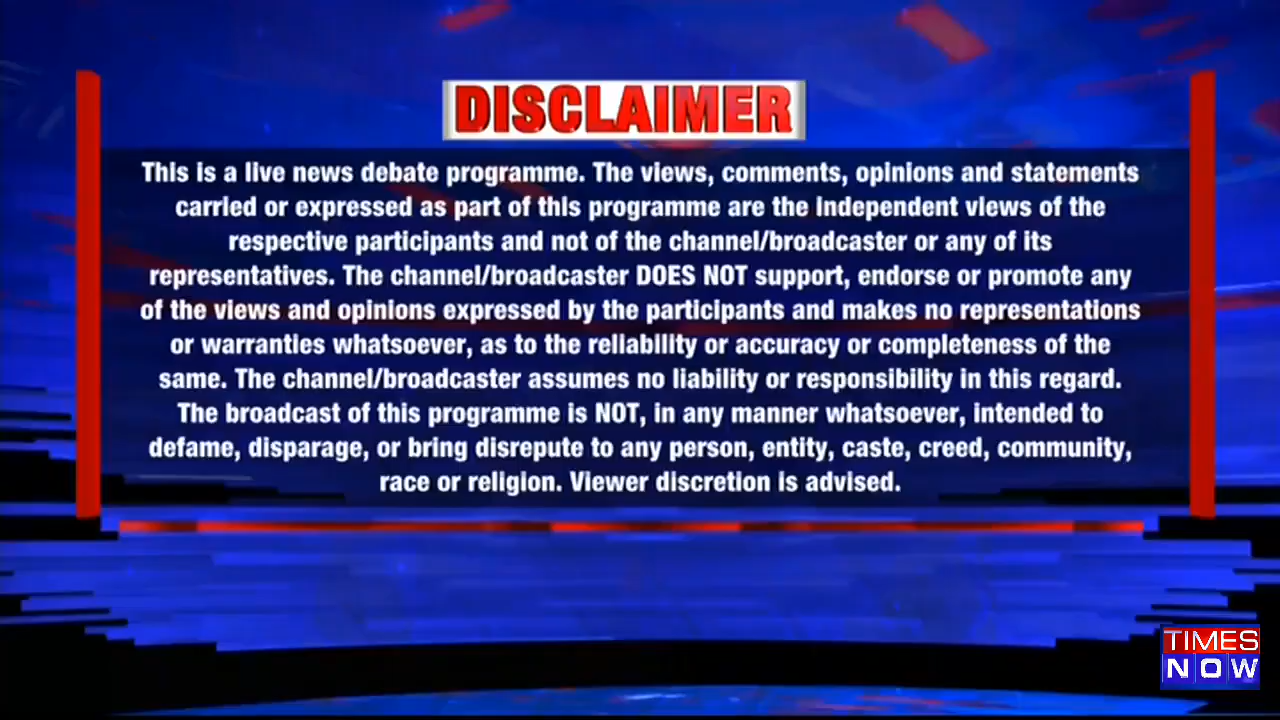 DISCLAIMER
This is a live news debate programme. The views, comments, opinions and statements
carried or expressed as part of this programme are the independent views of the
respective participants and not of the channel/broadcaster or any of its
representatives. The channel/broadcaster DOES NOT support, endorse or promote any
of the views and opinions expressed by the participants and makes no representations
or warranties whatsoever, as to the reliability or accuracy or completeness of the
same. The channel/broadcaster assumes no liability or responsibility in this regard.
The broadcast of this programme is NOT, in any manner whatsoever, intended to
defame, disparage, or bring disrepute to any person, entity, caste, creed, community,
race or religion. Viewer discretion is advised.
TIMES
NOW